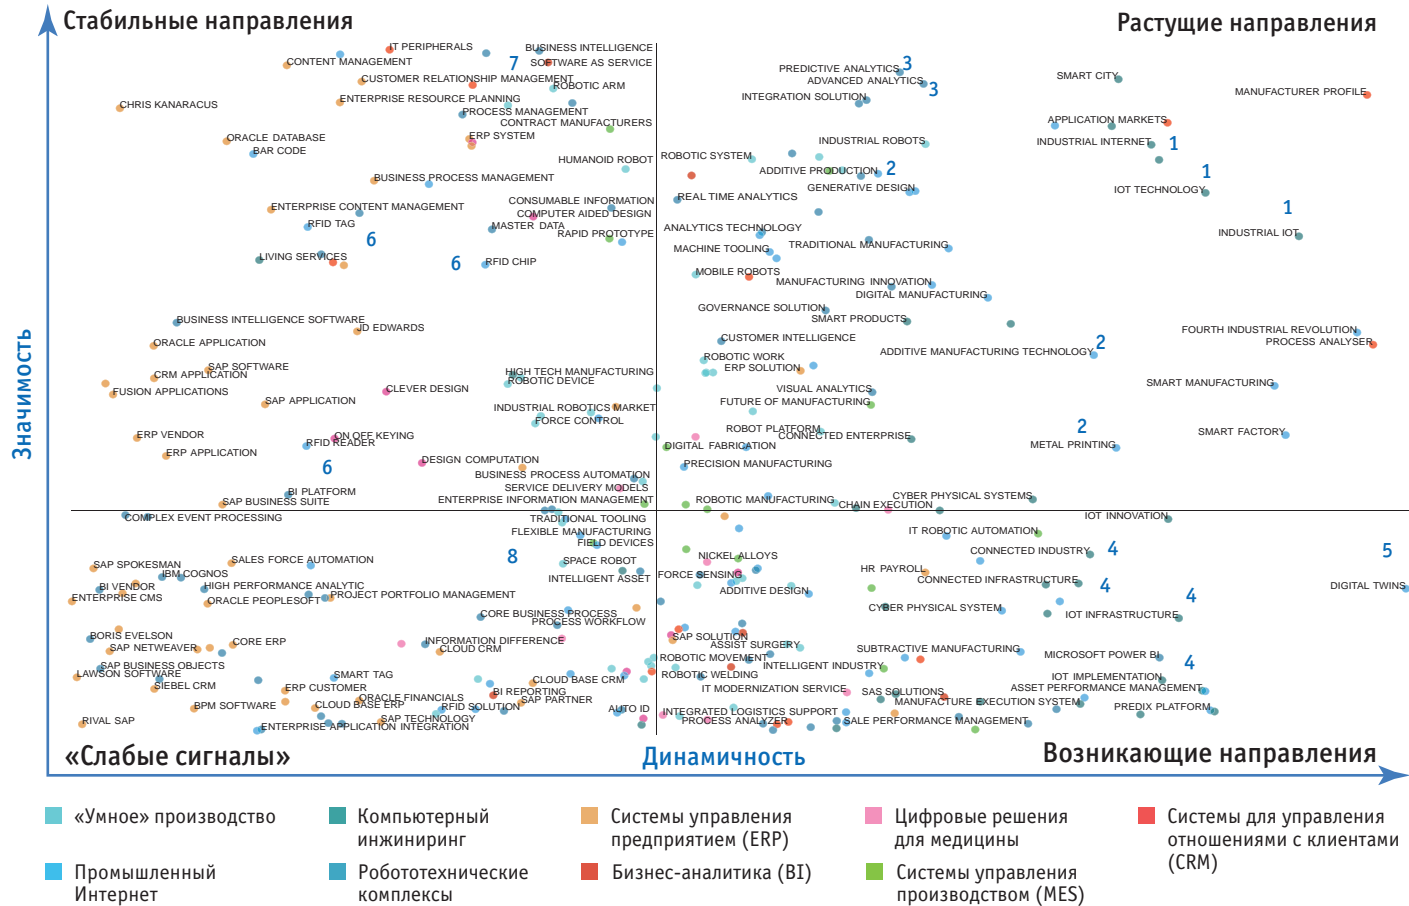 Стабильные направления
Растущие направления
IT PERIPHERALS
BUSINESS INTELLIGENCE
7
CONTENT MANAGEMENT
SOFTWARE AS SERVICE
PREDICTIVE ANALYTICS
3
CUSTOMER RELATIONSHIP MANAGEMENT
ROBOTIC ARM
ADVANCED ANALYTICS
3
SMART CITY
MANUFACTURER PROFILE
CHRIS KANARACUS
ENTERPRISE RESOURCE PLANNING
INTEGRATION SOLUTION
PROCESS MANAGEMENT
CONTRACT MANUFACTURERS
APPLICATION MARKETS
ORACLE DATABASE
ERP SYSTEM
INDUSTRIAL ROBOTS
INDUSTRIAL INTERNET
1
BAR CODE
HUMANOID ROBOT
ROBOTIC SYSTEM
ADDITIVE PRODUCTION
2
1
BUSINESS PROCESS MANAGEMENT
GENERATIVE DESIGN
IOT TECHNOLOGY
ENTERPRISE CONTENT MANAGEMENT
CONSUMABLE INFORMATION
REAL TIME ANALYTICS
1
COMPUTER AIDED DESIGN
RFID TAG
MASTER DATA
RAPID PROTOTYPE
ANALYTICS TECHNOLOGY
INDUSTRIAL IOT
6
MACHINE TOOLING
TRADITIONAL MANUFACTURING
LIVING SERVICES
6
RFID CHIP
MOBILE ROBOTS
MANUFACTURING INNOVATION
DIGITAL MANUFACTURING
GOVERNANCE SOLUTION
SMART PRODUCTS
BUSINESS INTELLIGENCE SOFTWARE
JD EDWARDS
FOURTH INDUSTRIAL REVOLUTION
ORACLE APPLICATION
CUSTOMER INTELLIGENCE
ADDITIVE MANUFACTURING TECHNOLOGY
2
PROCESS ANALYSER
SAP SOFTWARE
ROBOTIC WORK
ERP SOLUTION
CRM APPLICATION
HIGH TECH MANUFACTURING
ROBOTIC DEVICE
SMART MANUFACTURING
FUSION APPLICATIONS
CLEVER DESIGN
VISUAL ANALYTICS
SAP APPLICATION
FUTURE OF MANUFACTURING
INDUSTRIAL ROBOTICS MARKET
FORCE CONTROL
ERP VENDOR
ON OFF KEYING
RFID READER
ROBOT PLATFORM
CONNECTED ENTERPRISE
2
SMART FACTORY
ERP APPLICATION
DIGITAL FABRICATION
METAL PRINTING
6
DESIGN COMPUTATION
PRECISION MANUFACTURING
BUSINESS PROCESS AUTOMATION
BI PLATFORM
SERVICE DELIVERY MODELS
SAP BUSINESS SUITE
ENTERPRISE INFORMATION MANAGEMENT
ROBOTIC MANUFACTURING
CHAIN EXECUTION
CYBER PHYSICAL SYSTEMS
COMPLEX EVENT PROCESSING
TRADITIONAL TOOLING
IOT INNOVATION
FLEXIBLE MANUFACTURING
IT ROBOTIC AUTOMATION
FIELD DEVICES
8
NICKEL ALLOYS
CONNECTED INDUSTRY
4
5
SAP SPOKESMAN
SALES FORCE AUTOMATION
SPACE ROBOT
IBM COGNOS
INTELLIGENT ASSET
FORCE SENSING
HR PAYROLL
CONNECTED INFRASTRUCTURE
4
DIGITAL TWINS
BI VENDOR
HIGH PERFORMANCE ANALYTIC
ADDITIVE DESIGN
4
ENTERPRISE CMS
ORACLE PEOPLESOFT
PROJECT PORTFOLIO MANAGEMENT
CYBER PHYSICAL SYSTEM
IOT INFRASTRUCTURE
CORE BUSINESS PROCESS
PROCESS WORKFLOW
BORIS EVELSON
SAP NETWEAVER
CORE ERP
INFORMATION DIFFERENCE
CLOUD CRM
SAP SOLUTION
ASSIST SURGERY
SUBTRACTIVE MANUFACTURING
MICROSOFT POWER BI
4
SAP BUSINESS OBJECTS
ROBOTIC MOVEMENT
INTELLIGENT INDUSTRY
LAWSON SOFTWARE
SMART TAG
ROBOTIC WELDING
IOT IMPLEMENTATION
SIEBEL CRM
ERP CUSTOMER
CLOUD BASE CRM
IT MODERNIZATION SERVICE
SAS SOLUTIONS
ASSET PERFORMANCE MANAGEMENT
ORACLE FINANCIALS
BI REPORTING
SAP PARTNER
BPM SOFTWARE
CLOUD BASE ERP
RFID SOLUTION
AUTO ID
INTEGRATED LOGISTICS SUPPORT
MANUFACTURE EXECUTION SYSTEM
PREDIX PLATFORM
RIVAL SAP
SAP TECHNOLOGY
PROCESS ANALYZER
SALE PERFORMANCE MANAGEMENT
ENTERPRISE APPLICATION INTEGRATION
Значимость
«Слабые сигналы»
Динамичность
Возникающие направления
«Умное» производство
Компьютерный
инжиниринг
Системы управления
предприятием (ERP)
Цифровые решения
для медицины
Системы для управления
отношениями с клиентами
(CRM)
Промышленный
Интернет
Робототехнические
комплексы
Бизнес-аналитика (BI)
Системы управления
производством (MES)